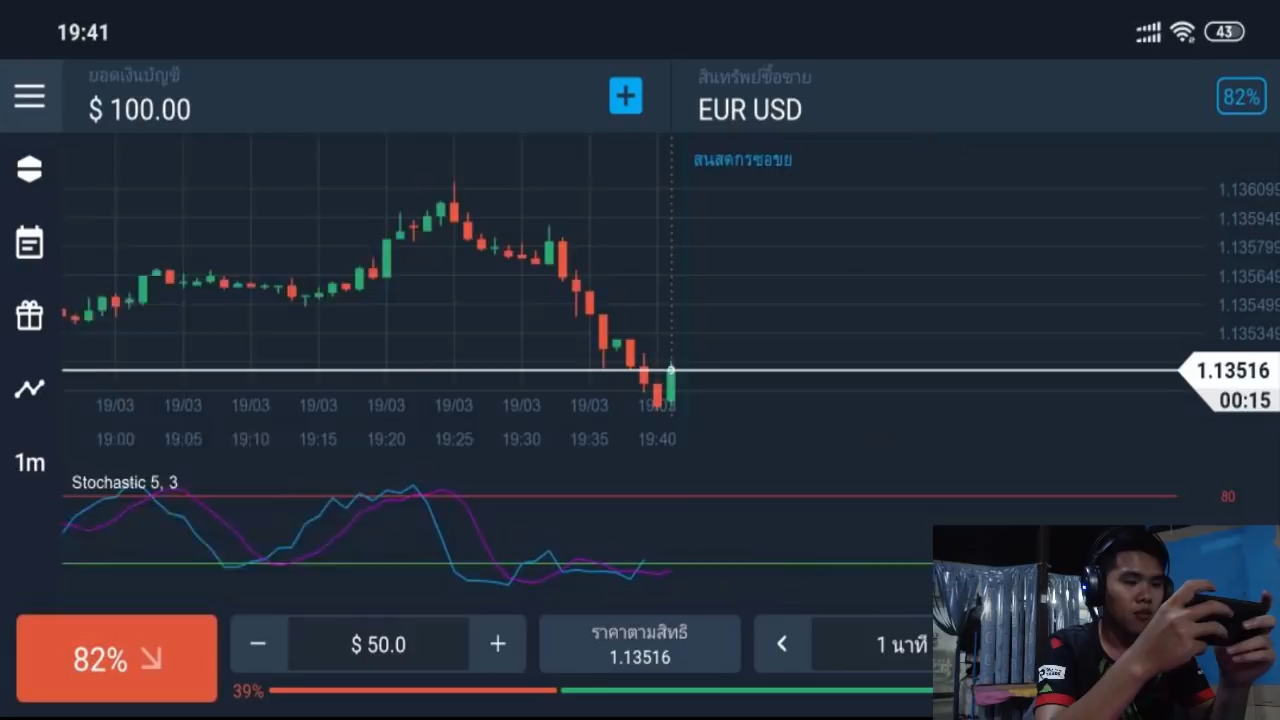 19:41
43
ยอดเงินบัญชี
$ 100.00
+
สินทรัพย์ซื้อขาย
EUR USD
82%
1.136099
1.135949
1.135799
1.135649
1.135499
1.135349
1.13516
00:15
19/03 19/03 19/03 19/03 19/03 19/03 19/03 19/03 19/03
19:00 19:05 19:10 19:15 19:20 19:25 19:30 19:35 19:40
1m
Stochastic 5, 3
80
82%
− $ 50.0 +
ราคาตามสิทธิ
1.13516
1 นาที
39%